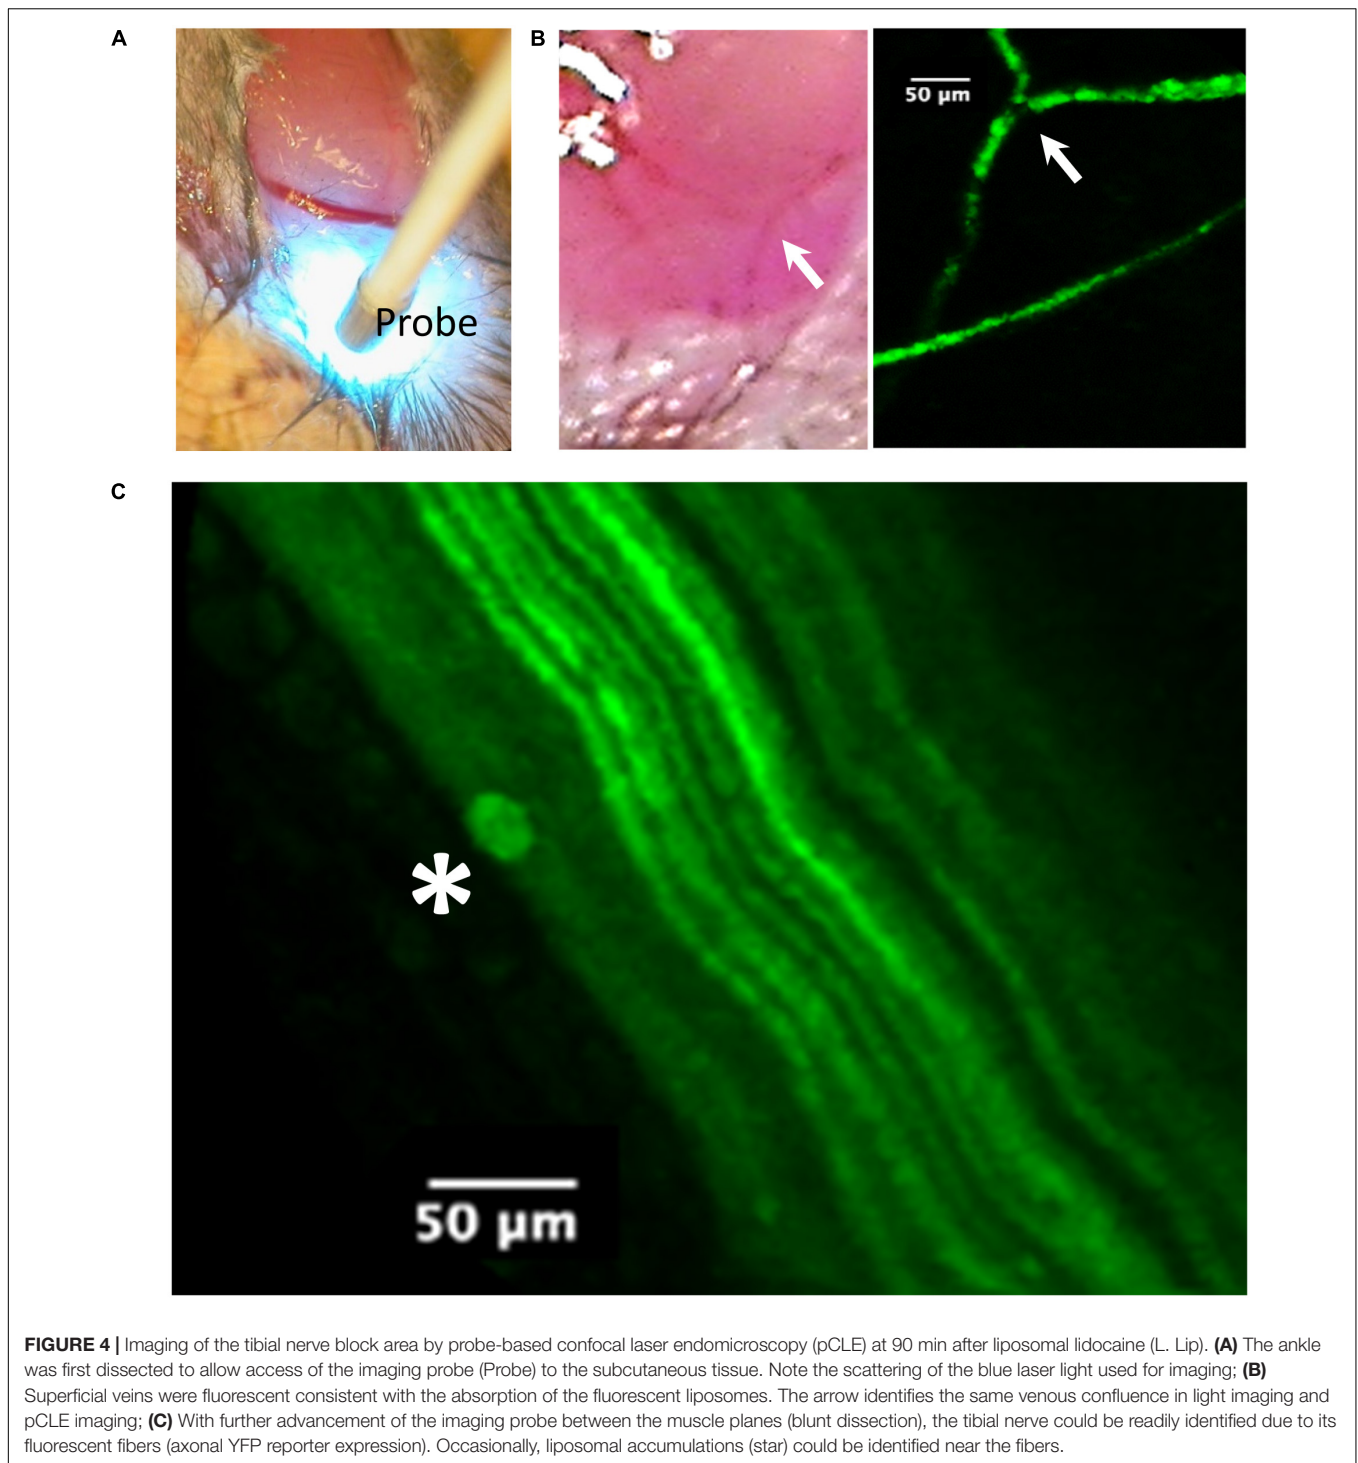 A
B
Probe
50 µm
C
50 µm
FIGURE 4 | Imaging of the tibial nerve block area by probe-based confocal laser endomicroscopy (pCLE) at 90 min after liposomal lidocaine (L. Lip). (A) The ankle
was first dissected to allow access of the imaging probe (Probe) to the subcutaneous tissue. Note the scattering of the blue laser light used for imaging; (B)
Superficial veins were fluorescent consistent with the absorption of the fluorescent liposomes. The arrow identifies the same venous confluence in light imaging and
pCLE imaging; (C) With further advancement of the imaging probe between the muscle planes (blunt dissection), the tibial nerve could be readily identified due to its
fluorescent fibers (axonal YFP reporter expression). Occasionally, liposomal accumulations (star) could be identified near the fibers.